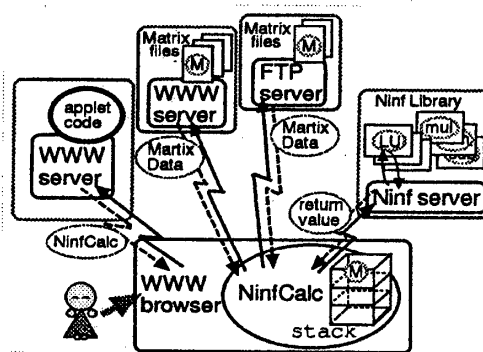 applet
code
WWW
server
NinfCalc
Matrix
files
M
WWW
server
Martix
Data
Matrix
files
M
FTP
server
Martix
Data
Ninf Library
LU
mul
Ninf server
return
value
WWW
browser
NinfCalc
M
stack